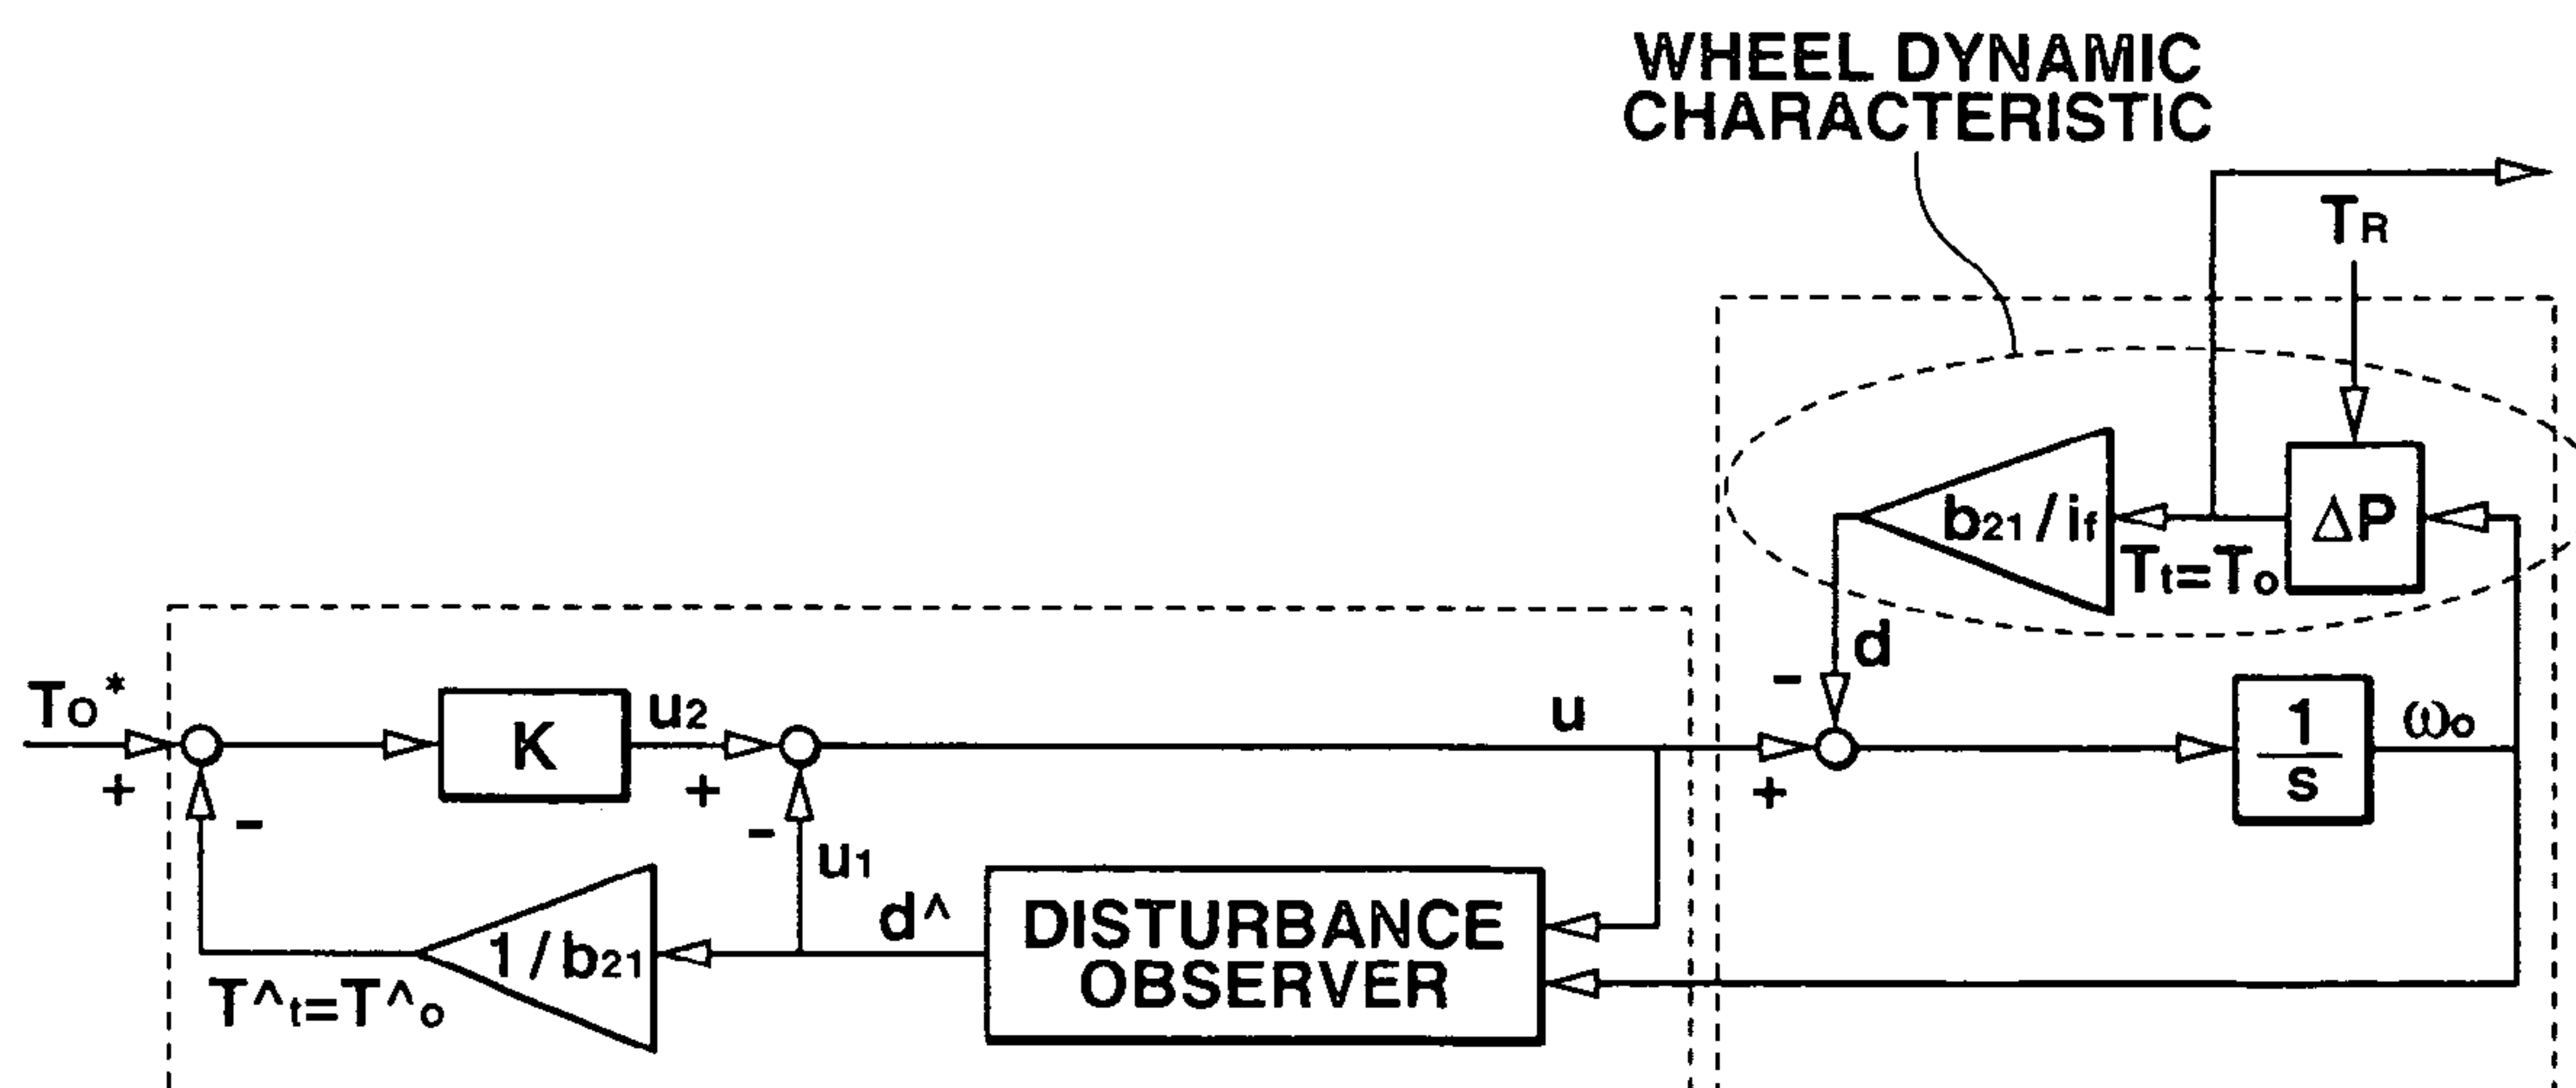 WHEEL DYNAMIC
CHARACTERISTIC
TR
b21/if
ΔP
Tt=To
d
-
To*
+
-
K
u2
+
-
u1
u
+
1
s
ωo
1/b21
T^t=T^o
d^
DISTURBANCE
OBSERVER